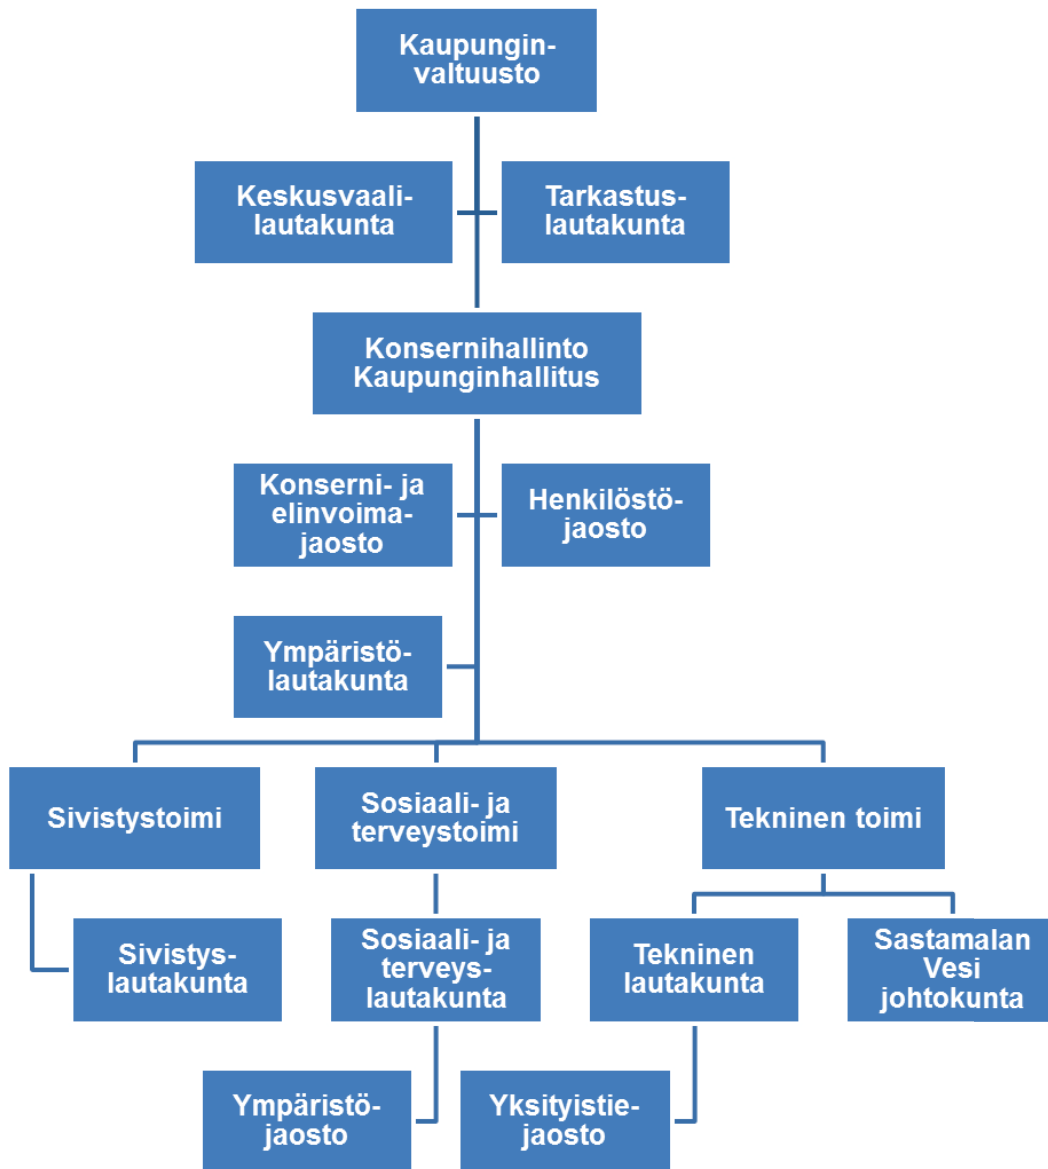 Kaupungin-
valtuusto
Keskusvaali-
lautakunta
Tarkastus-
lautakunta
Konsernihallinto
Kaupunginhallitus
Konserni- ja
elinvoima-
jaosto
Henkilöstö-
jaosto
Ympäristö-
lautakunta
Sivistystoimi
Sosiaali- ja
terveystoimi
Tekninen toimi
Sivistys-
lautakunta
Sosiaali- ja
terveys-
lautakunta
Tekninen
lautakunta
Sastamalan
Vesi
johtokunta
Ympäristö-
jaosto
Yksityistie-
jaosto